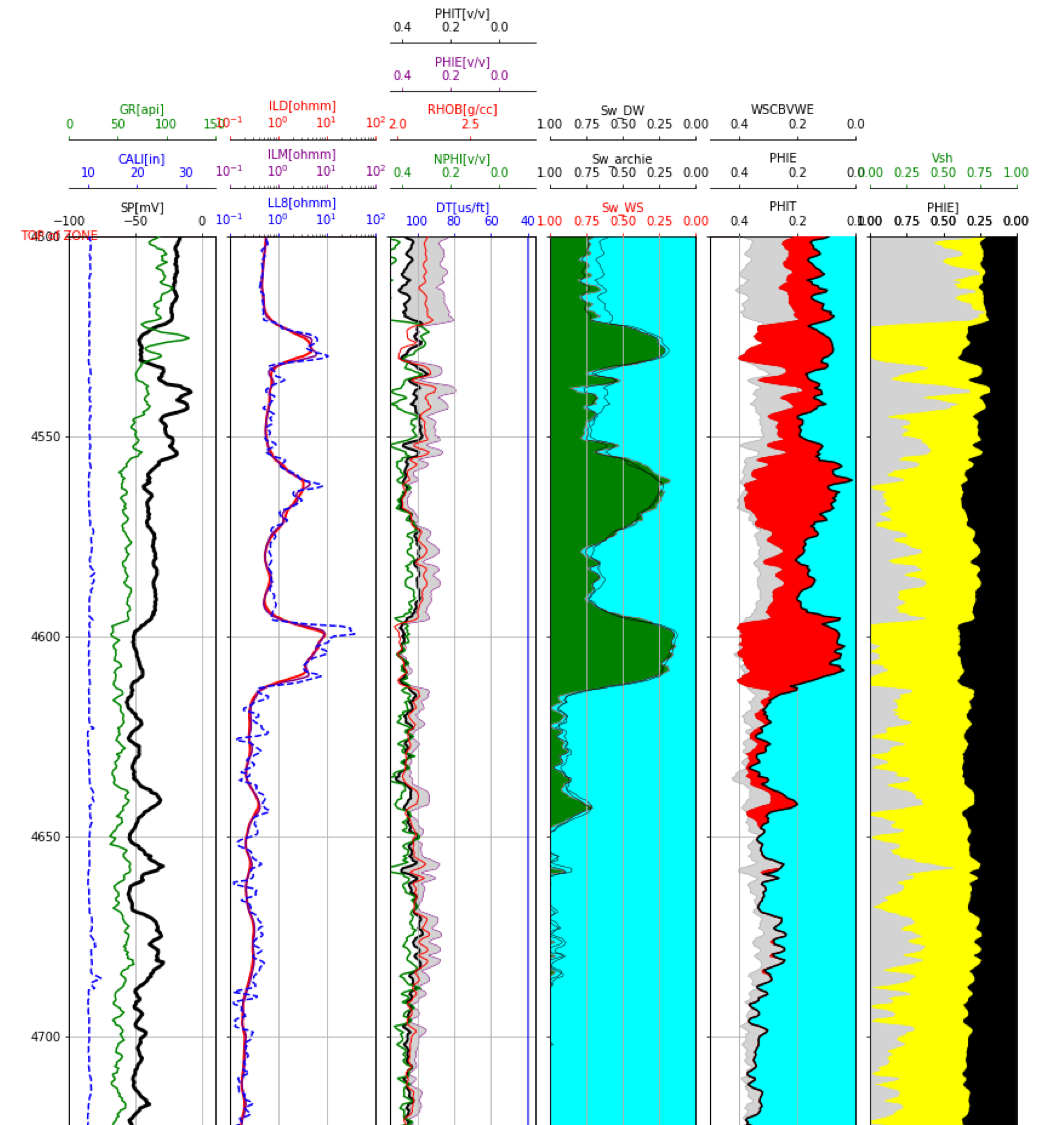 PHIT[v/v]
0.4 0.2 0.0
PHIE[v/v]
0.4 0.2 0.0
GR[api] ILD[ohmm] RHOB[g/cc] Sw_DW WSCBVWE
0 50 100 150 10⁻¹ 10⁰ 10¹ 10² 2.0 2.5 1.00 0.75 0.50 0.25 0.00 0.4 0.2 0.0
CALI[in] ILM[ohmm] NPHI[v/v] Sw_archie PHIE Vsh
10 20 30 10⁻¹ 10⁰ 10¹ 10² 0.4 0.2 0.0 1.00 0.75 0.50 0.25 0.00 0.4 0.2 0.0 0.00 0.25 0.50 0.75 1.00
SP[mV] LL8[ohmm] DT[us/ft] Sw_WS PHIT PHIE]
−100 −50 0 10⁻¹ 10⁰ 10¹ 10² 100 80 60 40 1.00 0.75 0.50 0.25 0.00 0.4 0.2 0.0 1.00 0.75 0.50 0.25 0.00
4500 ZONE
4550
4600
4650
4700